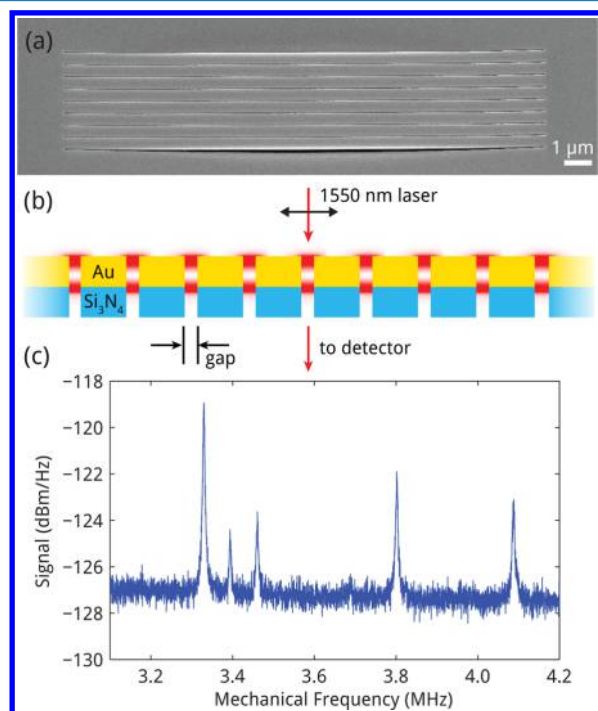 (a)
1 μm
(b)
1550 nm laser
Au
Si3N4
gap
to detector
(c)
−118
−120
−122
−124
−126
−128
−130
Signal (dBm/Hz)
3.2 3.4 3.6 3.8 4.0 4.2
Mechanical Frequency (MHz)